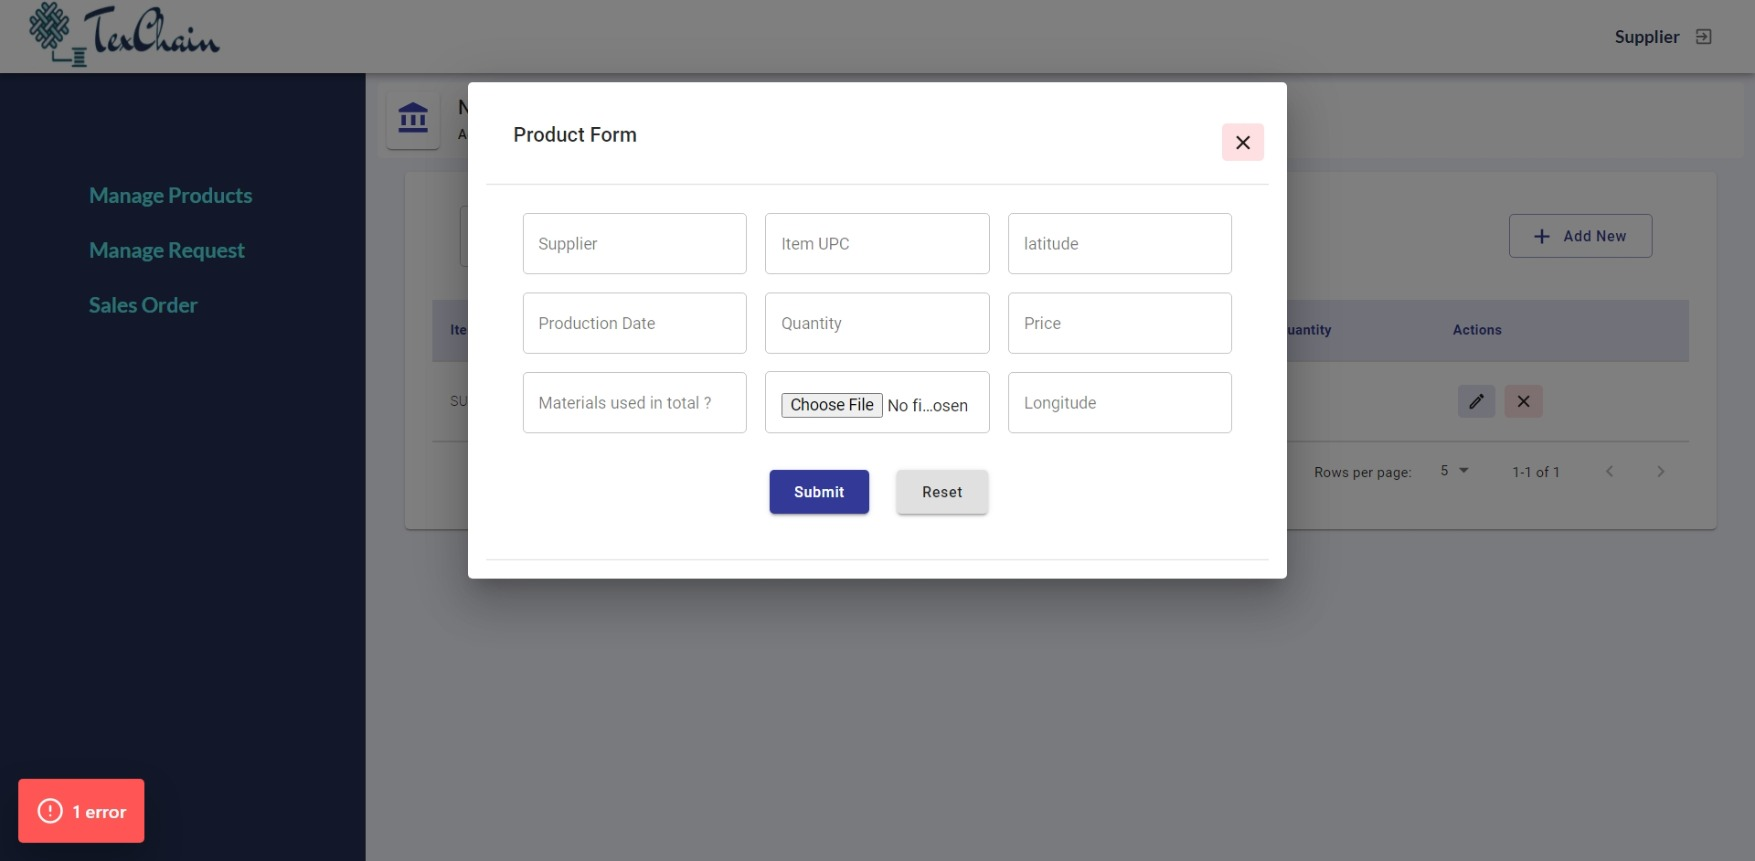 TexChain
Supplier
Product Form
Manage Products
Manage Request
Sales Order
Supplier
Item UPC
latitude
Production Date
Quantity
Price
Materials used in total ?
Choose File No fi...osen
Longitude
Submit
Reset
Add New
Actions
Rows per page:
5
1-1 of 1
1 error